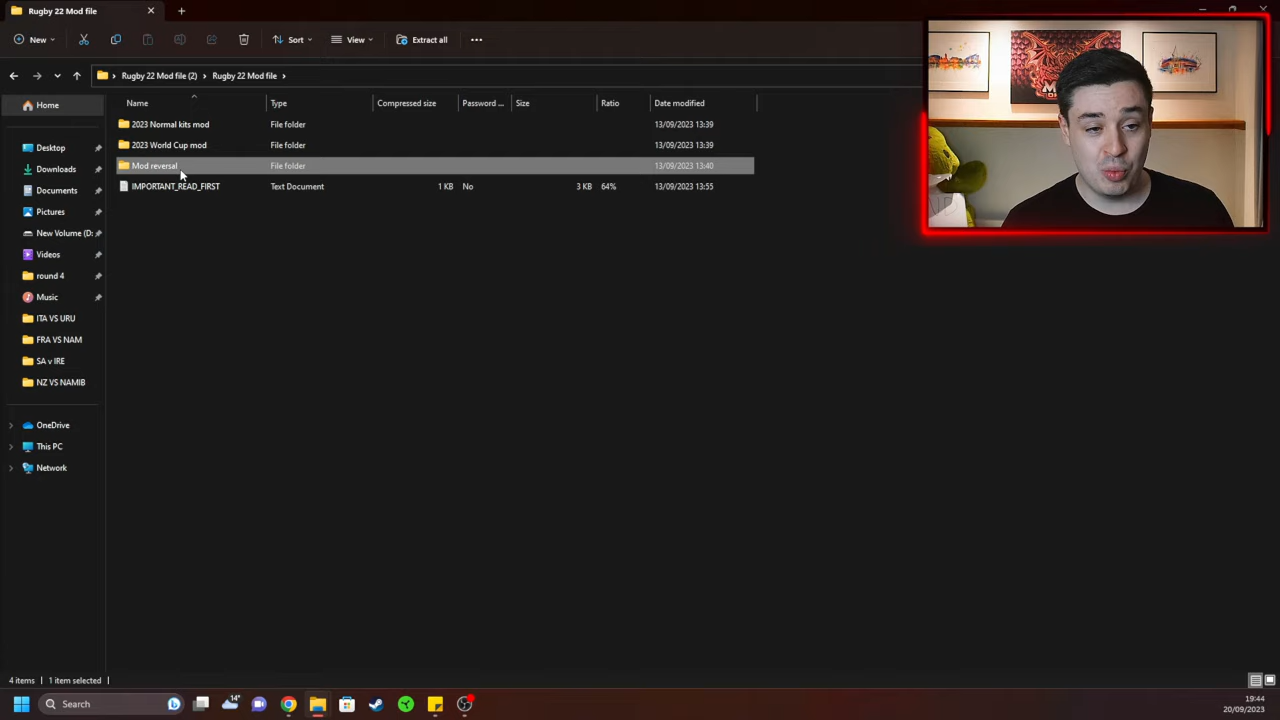 Rugby 22 Mod file
New
Sort
View
Extract all
Rugby 22 Mod file (2)
Rugby 22 Mod file
Name
Type
Compressed size
Password ...
Size
Ratio
Date modified
2023 Normal kits mod
File folder
13/09/2023 13:39
2023 World Cup mod
File folder
13/09/2023 13:39
Mod reversal
File folder
13/09/2023 13:40
IMPORTANT_READ_FIRST
Text Document
1 KB
No
3 KB
64%
13/09/2023 13:55
Home
Desktop
Downloads
Documents
Pictures
New Volume (D:
Videos
round 4
Music
ITA VS URU
FRA VS NAM
SA v IRE
NZ VS NAMIB
OneDrive
This PC
Network
4 items
1 item selected
Search
14°
19:44
20/09/2023